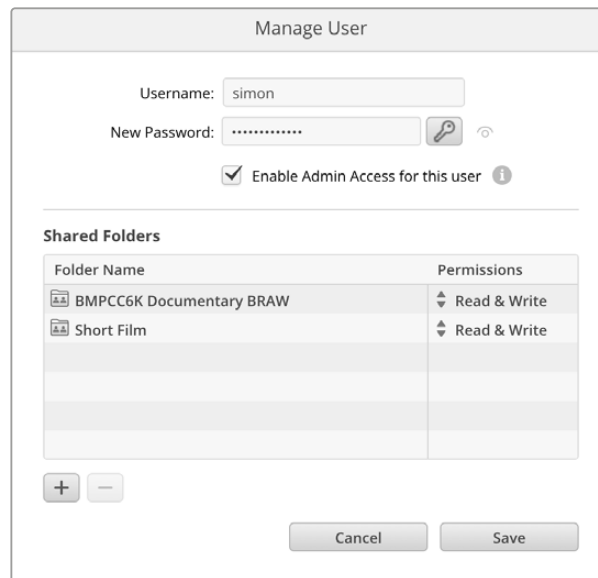 Manage User
Username: simon
New Password: •••••••••••••
Enable Admin Access for this user i
Shared Folders
Folder Name Permissions
BMPCC6K Documentary BRAW Read & Write
Short Film Read & Write
+ −
Cancel Save